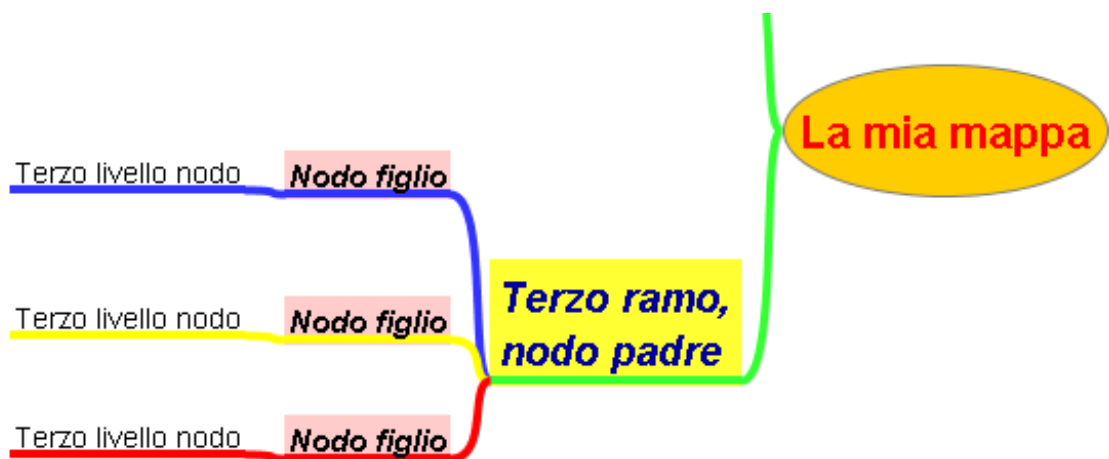 La mia mappa
Terzo livello nodo
Nodo figlio
Terzo ramo,
nodo padre
Terzo livello nodo
Nodo figlio
Terzo livello nodo
Nodo figlio